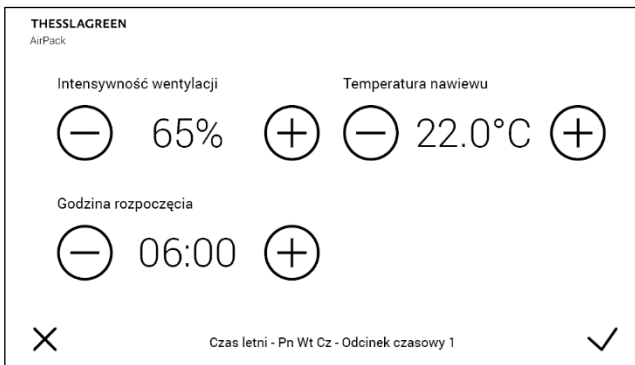 THESSLAGREEN
AirPack
Intensywność wentylacji
Temperatura nawiewu
65%
22.0°C
Godzina rozpoczęcia
06:00
Czas letni - Pn Wt Cz - Odcinek czasowy 1